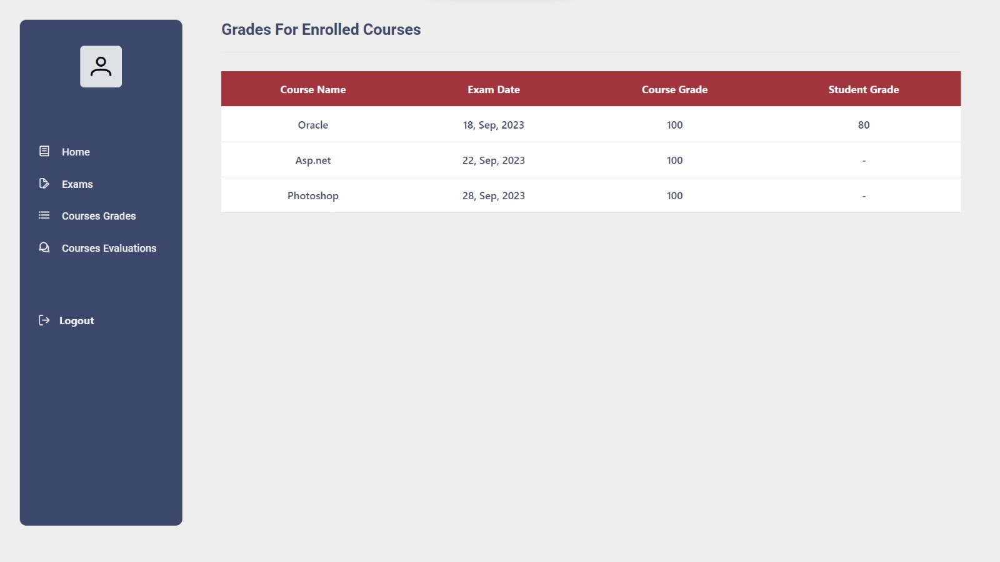 Home
Exams
Courses Grades
Courses Evaluations
Logout
Grades For Enrolled Courses
Course Name Exam Date Course Grade Student Grade
Oracle 18, Sep, 2023 100 80
Asp.net 22, Sep, 2023 100 -
Photoshop 28, Sep, 2023 100 -